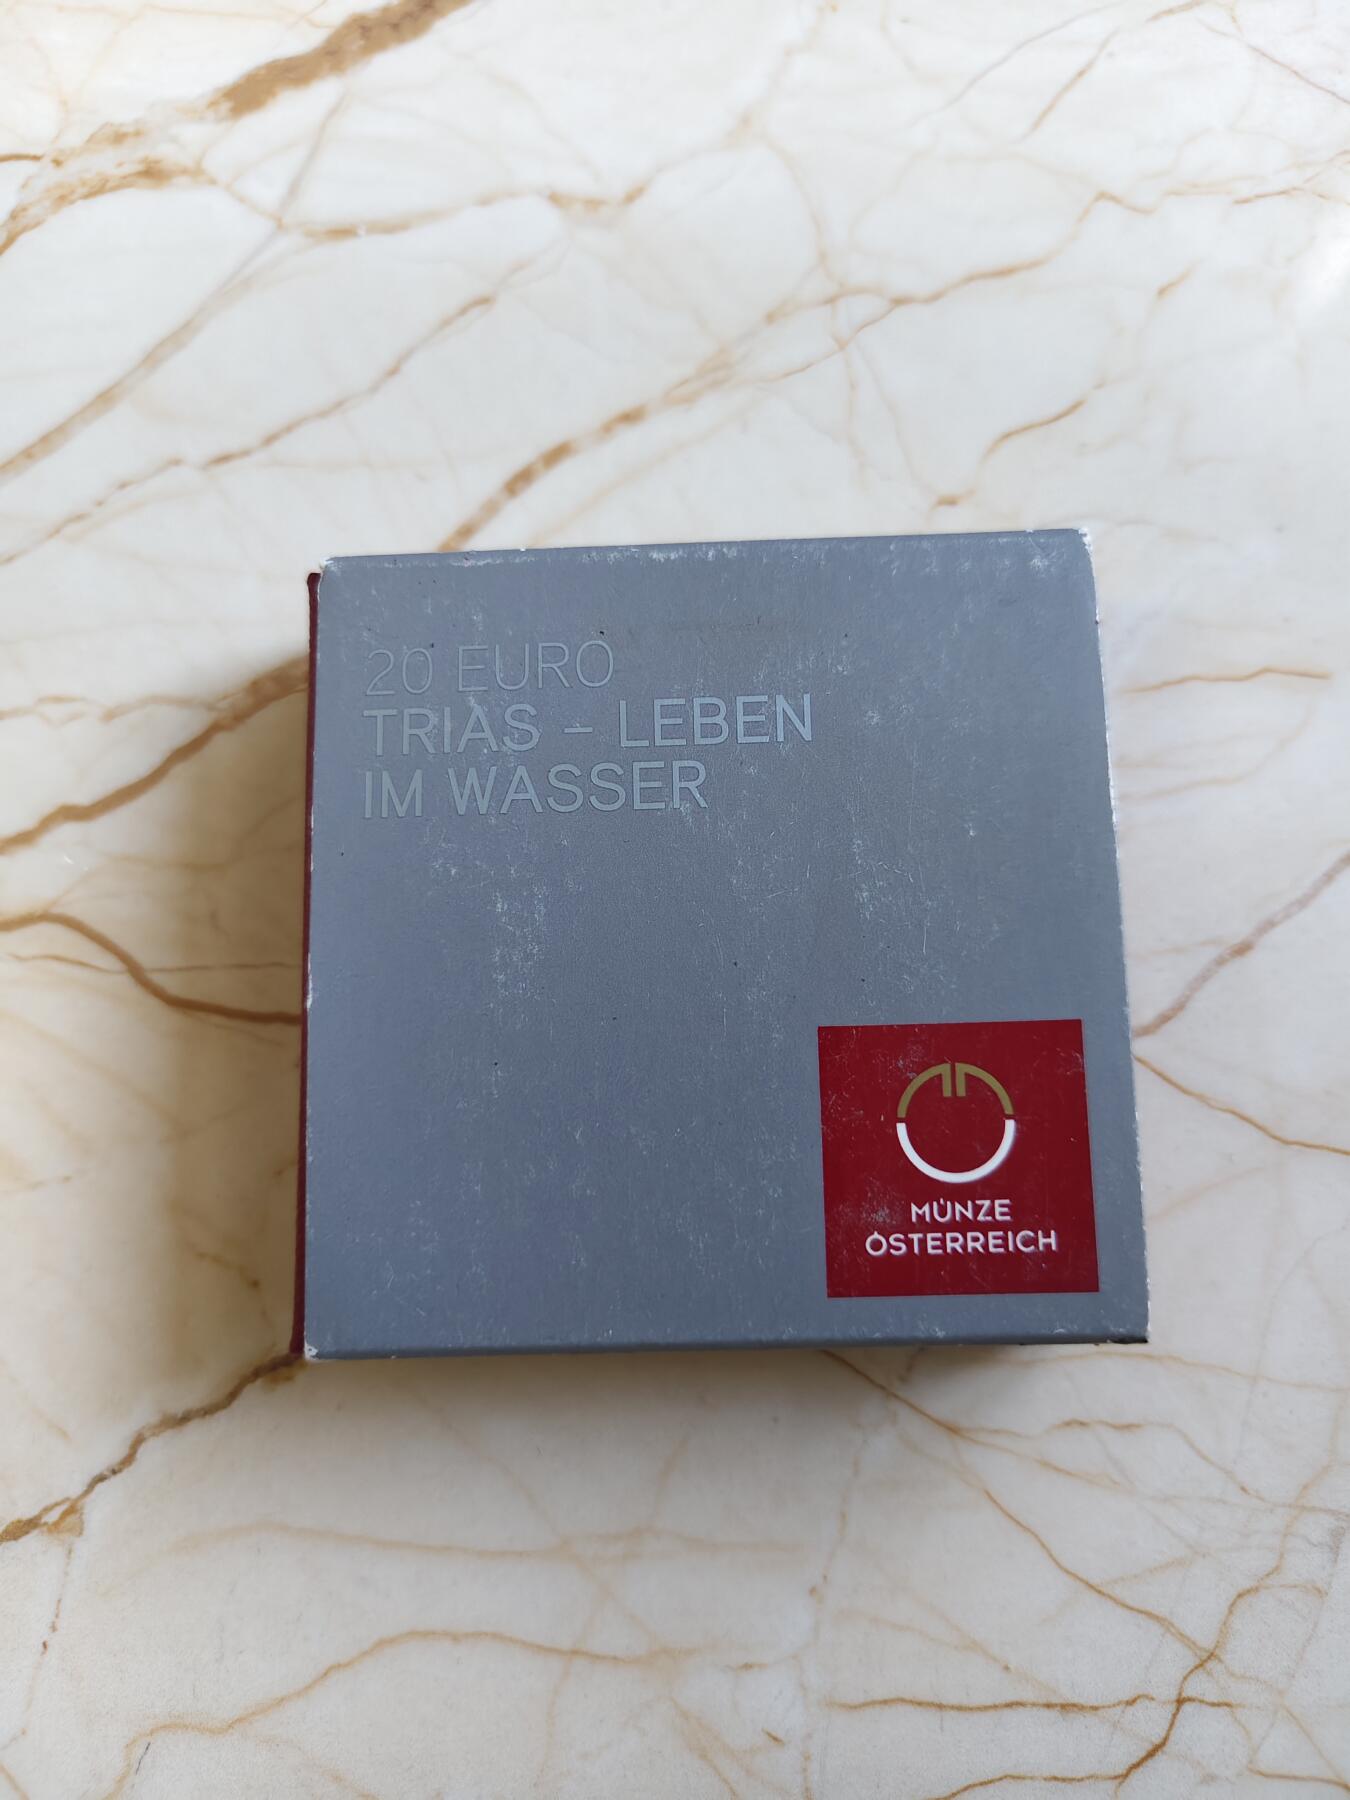 20 EURO
TRIAS – LEBEN
IM WASSER
MÜNZE
ÖSTERREICH